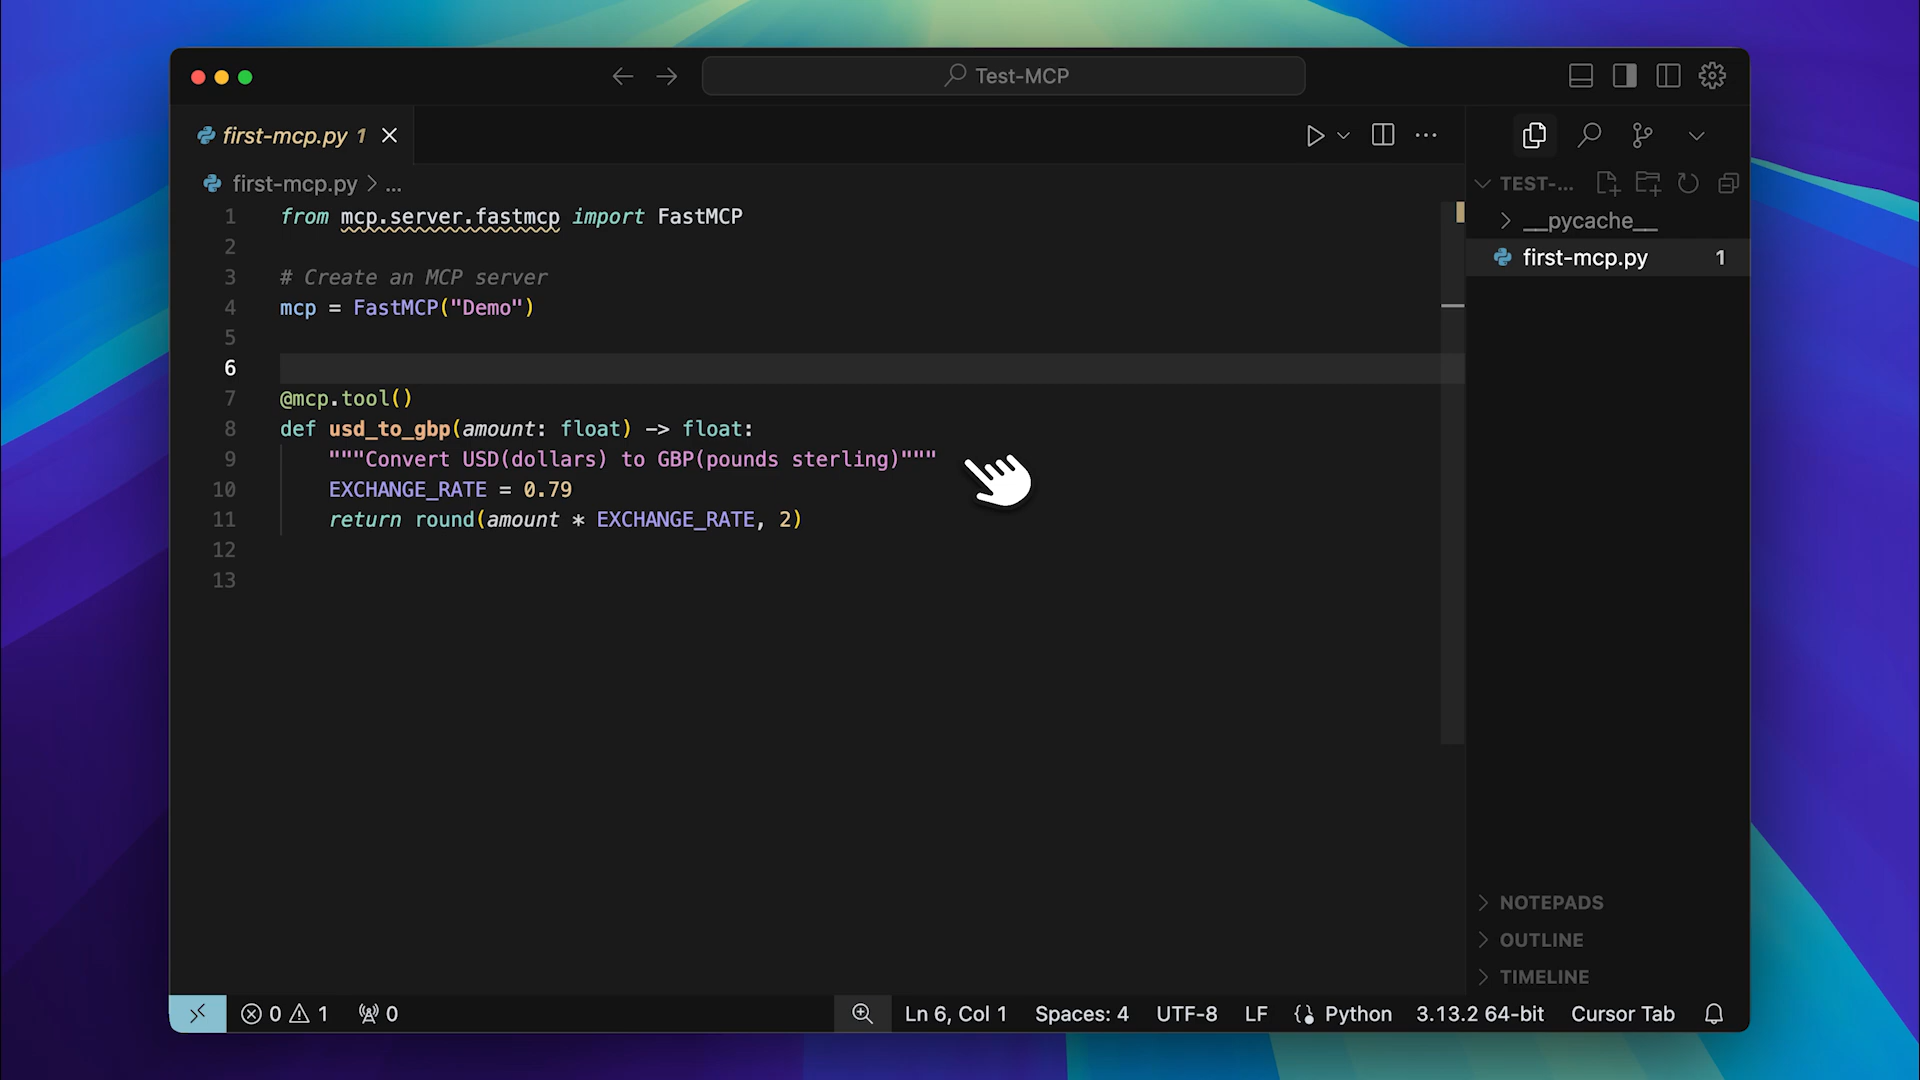 Test-MCP
first-mcp.py 1
first-mcp.py > ...
1 from mcp.server.fastmcp import FastMCP
2
3 # Create an MCP server
4 mcp = FastMCP("Demo")
5
6
7 @mcp.tool()
8 def usd_to_gbp(amount: float) -> float:
9 """Convert USD(dollars) to GBP(pounds sterling)"""
10 EXCHANGE_RATE = 0.79
11 return round(amount * EXCHANGE_RATE, 2)
12
13
TEST-...
__pycache__
first-mcp.py 1
NOTEPADS
OUTLINE
TIMELINE
0 1 0 Ln 6, Col 1 Spaces: 4 UTF-8 LF Python 3.13.2 64-bit Cursor Tab